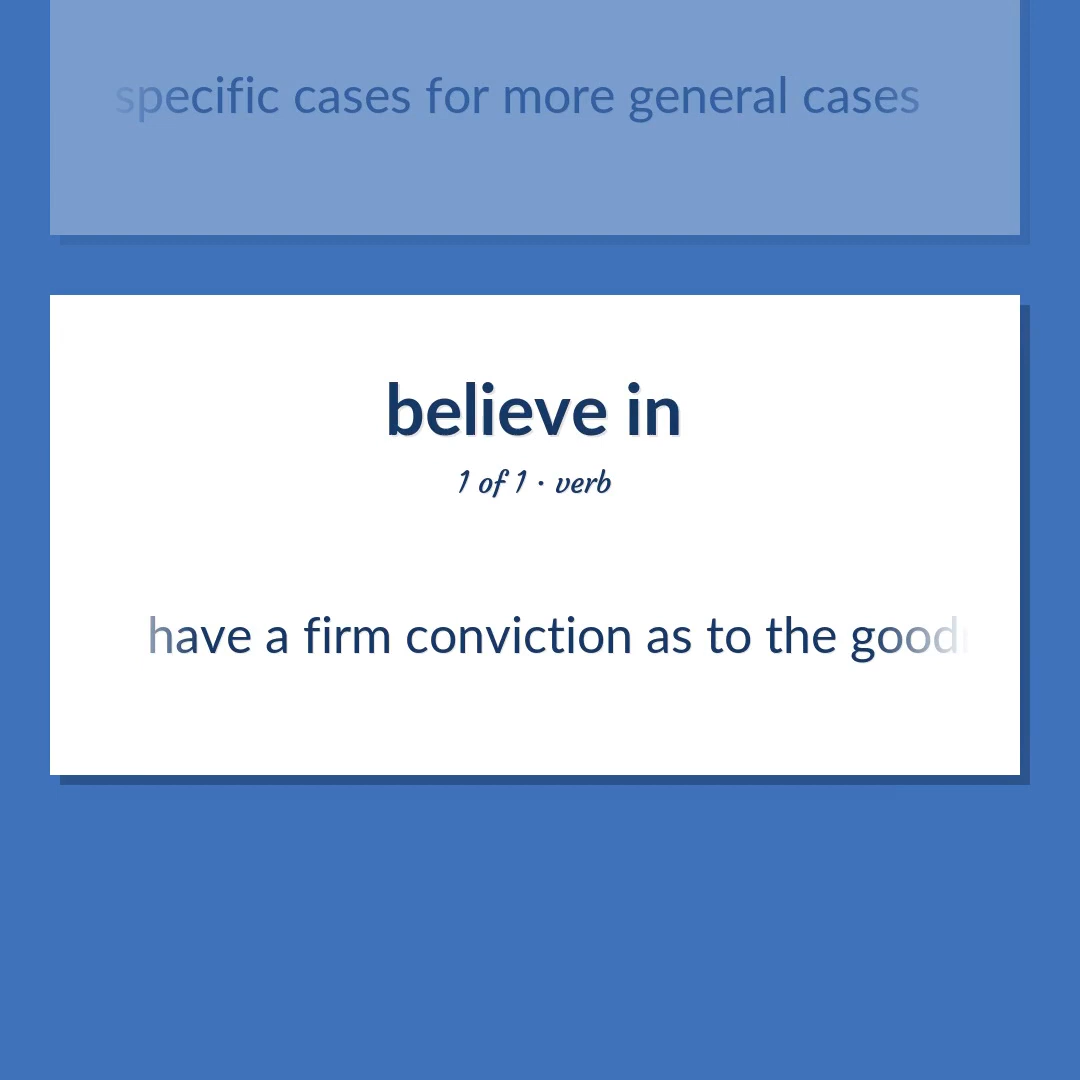 specific cases for more general cases
believe in
1 of 1 · verb
have a firm conviction as to the good